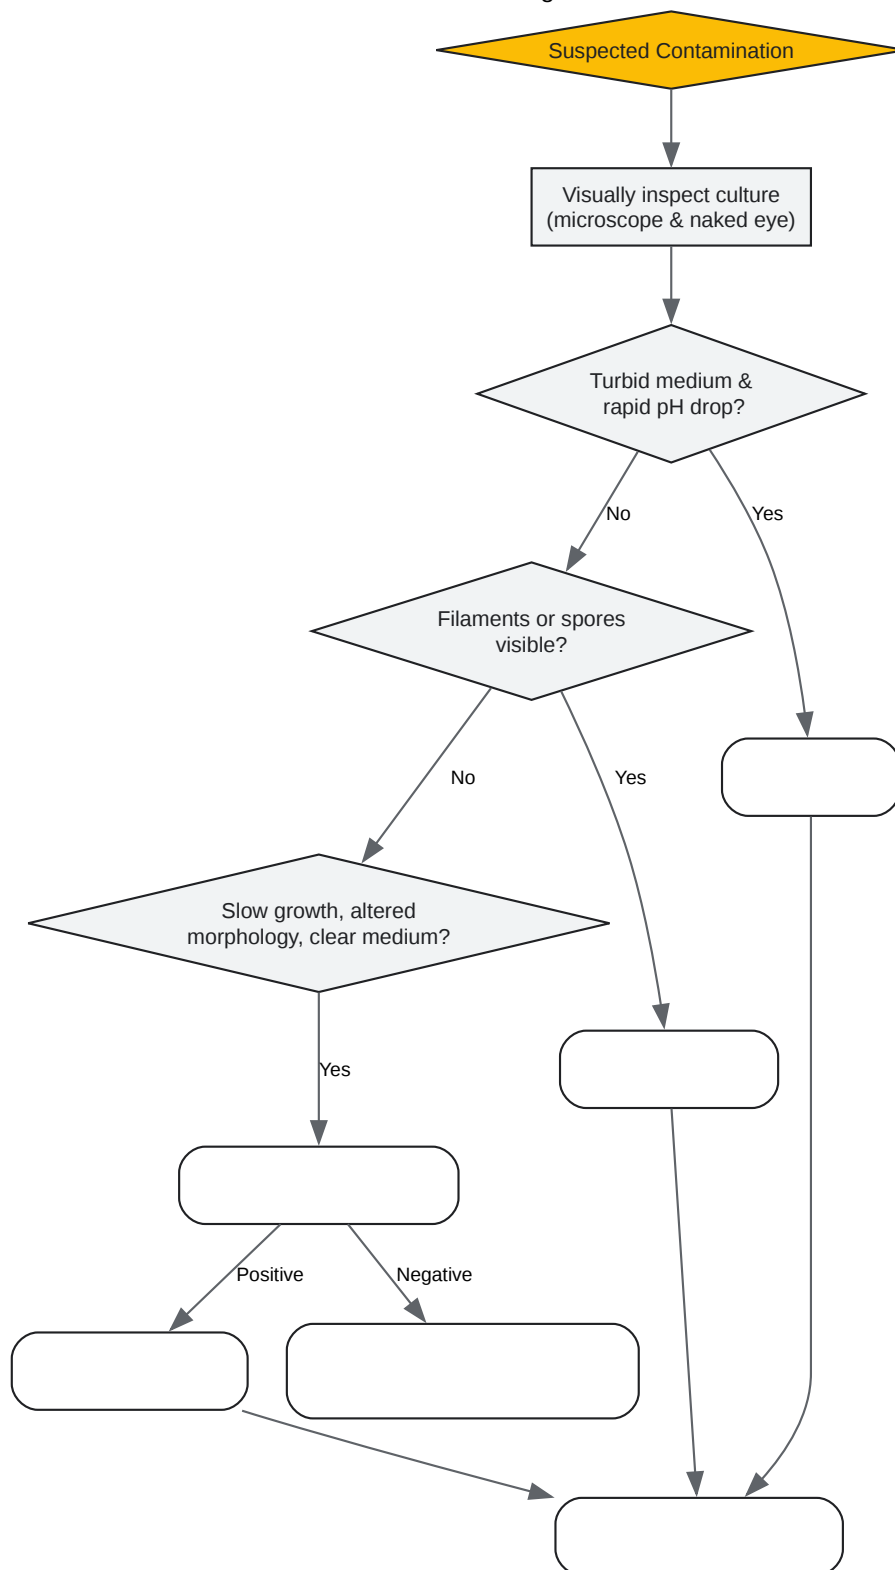 Suspected Contamination
Visually inspect culture
(microscope & naked eye)
Turbid medium &
rapid pH drop?
No
Yes
Filaments or spores
visible?
No
Yes
Slow growth, altered
morphology, clear medium?
Yes
Positive
Negative